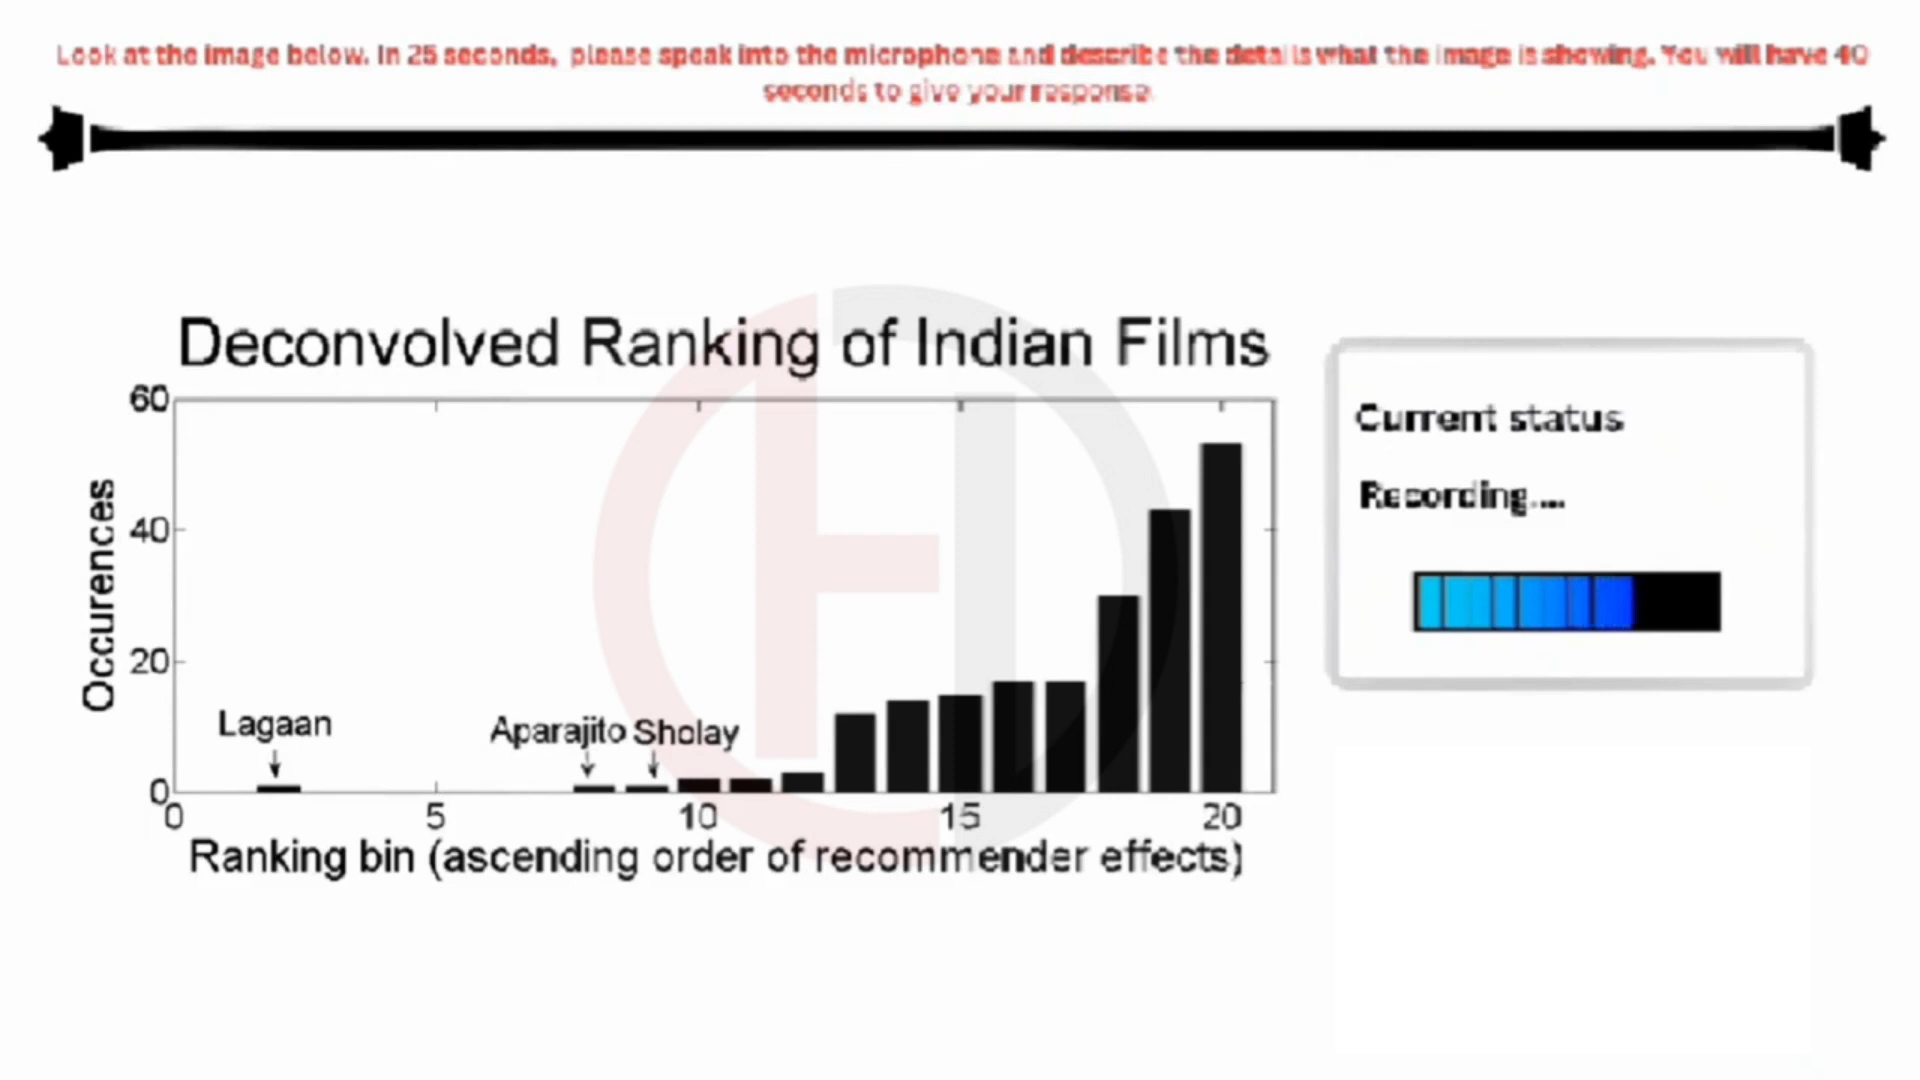 Look at the image below. In 25 seconds, please speak into the microphone and describe the details what the image is showing. You will have 40
seconds to give your response.
Deconvolved Ranking of Indian Films
60
40
20
0
Occurences
Lagaan
Aparajito Sholay
0 5 10 15 20
Ranking bin (ascending order of recommender effects)
Current status
Recording....